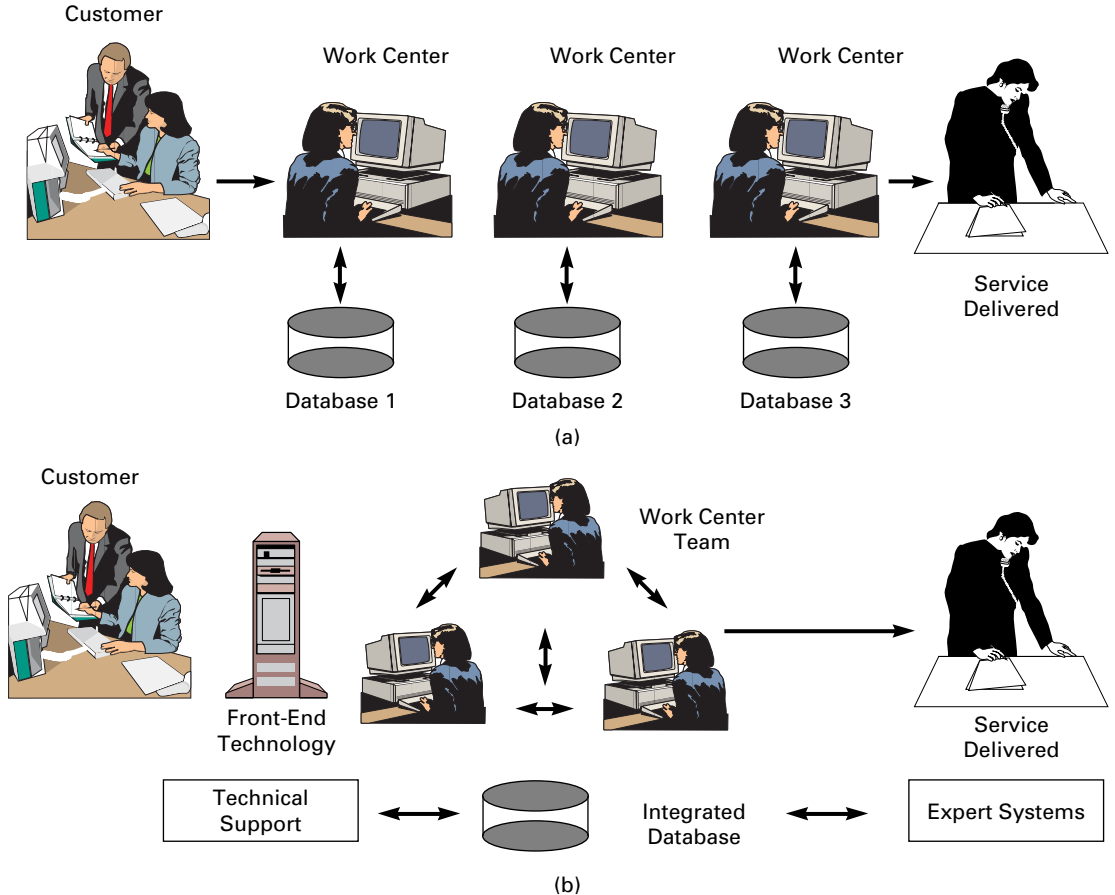 Customer
Work Center
Work Center
Work Center
Service
Delivered
Database 1
Database 2
Database 3
(a)
Customer
Work Center
Team
Front-End
Technology
Service
Delivered
Technical
Support
Integrated
Database
Expert Systems
(b)